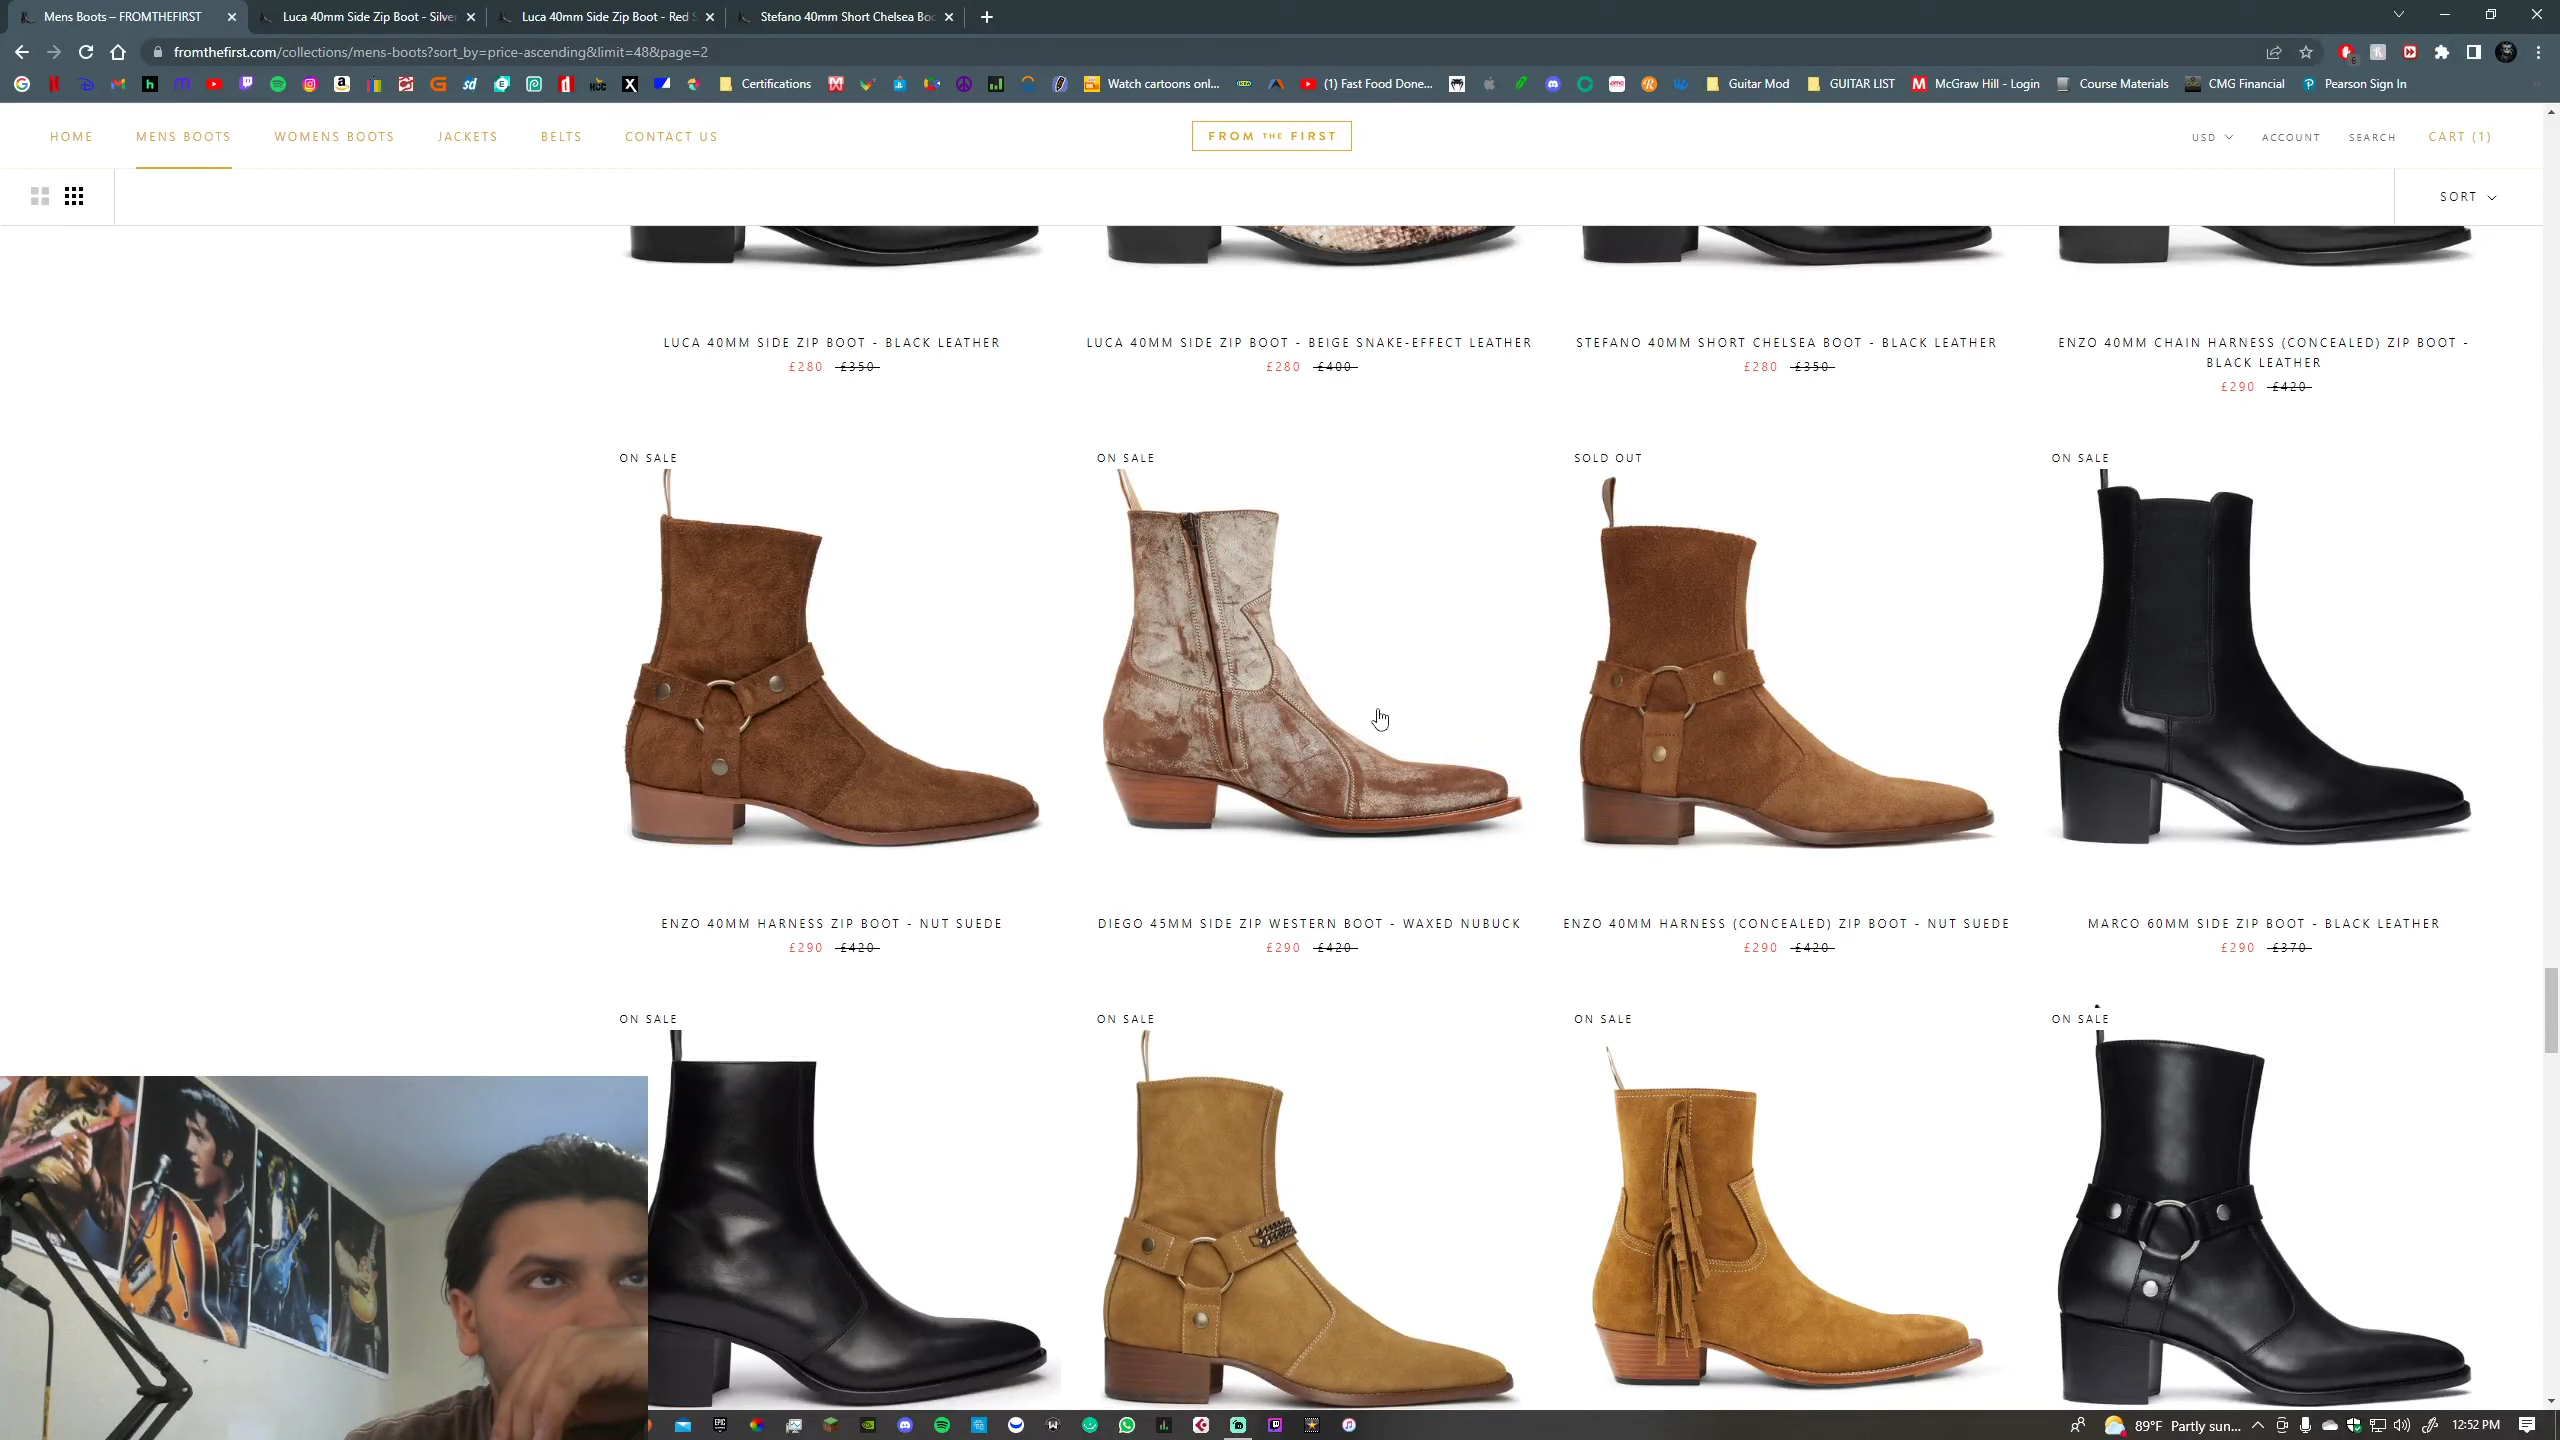 Mens Boots – FROMTHEFIRST
Luca 40mm Side Zip Boot - Silver
Luca 40mm Side Zip Boot - Red S
Stefano 40mm Short Chelsea Boo
fromthefirst.com/collections/mens-boots?sort_by=price-ascending&limit=48&page=2
Certifications
Watch cartoons onl...
(1) Fast Food Done...
Guitar Mod
GUITAR LIST
McGraw Hill - Login
Course Materials
CMG Financial
Pearson Sign In
HOME MENS BOOTS WOMENS BOOTS JACKETS BELTS CONTACT US
FROM THE FIRST
USD ACCOUNT SEARCH CART (1)
SORT
LUCA 40MM SIDE ZIP BOOT - BLACK LEATHER
£280 £350
LUCA 40MM SIDE ZIP BOOT - BEIGE SNAKE-EFFECT LEATHER
£280 £400
STEFANO 40MM SHORT CHELSEA BOOT - BLACK LEATHER
£280 £350
ENZO 40MM CHAIN HARNESS (CONCEALED) ZIP BOOT -
BLACK LEATHER
£290 £420
ON SALE
ON SALE
SOLD OUT
ON SALE
ENZO 40MM HARNESS ZIP BOOT - NUT SUEDE
£290 £420
DIEGO 45MM SIDE ZIP WESTERN BOOT - WAXED NUBUCK
£290 £420
ENZO 40MM HARNESS (CONCEALED) ZIP BOOT - NUT SUEDE
£290 £420
MARCO 60MM SIDE ZIP BOOT - BLACK LEATHER
£290 £370
ON SALE
ON SALE
ON SALE
ON SALE
89°F Partly sun...
12:52 PM